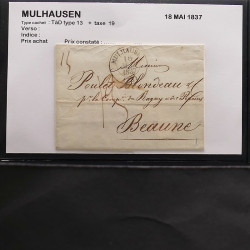 MULHAUSEN
18 MAI 1837
Type cachet : TAD type 13 + taxe 19
Verso :
Indice :
Prix achat Prix constaté :
MULHAUSEN
18
Monsieur
Poulet Blondeau
Beaune